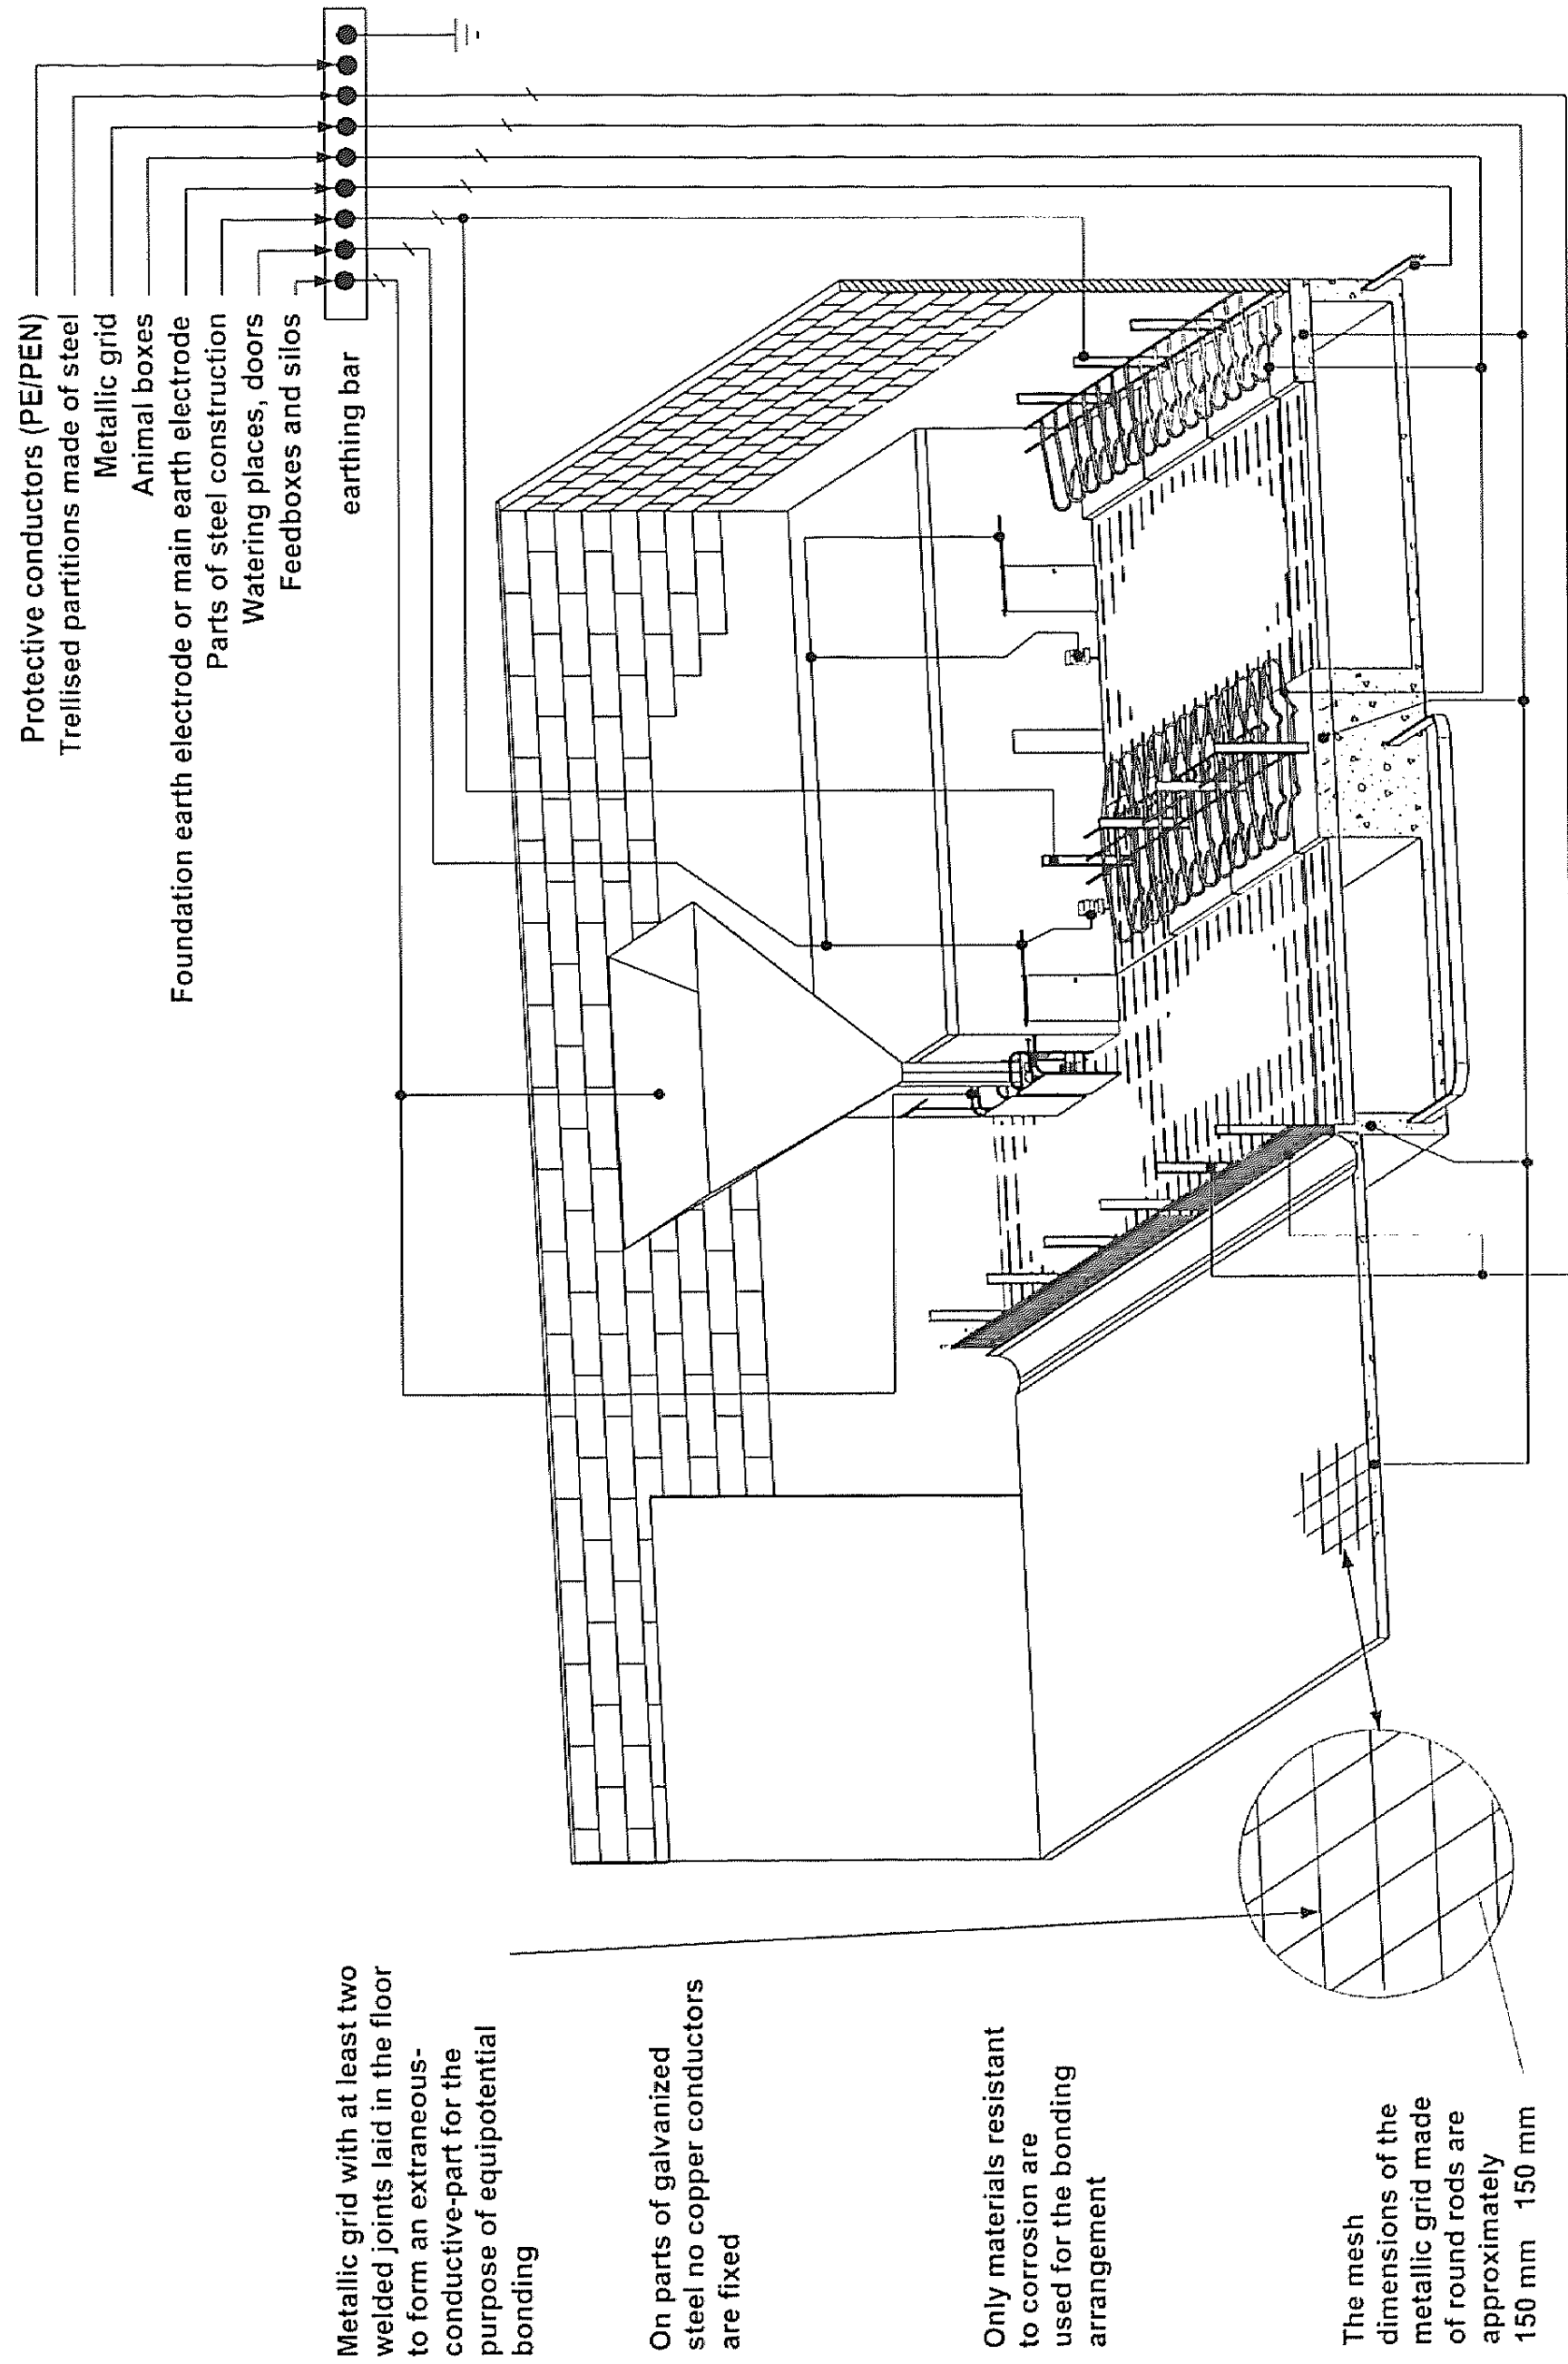 Protective conductors (PE/PEN)
Trellised partitions made of steel
Metallic grid
Animal boxes
Foundation earth electrode or main earth electrode
Parts of steel construction
Watering places, doors
Feedboxes and silos
earthing bar
Metallic grid with at least two
welded joints laid in the floor
to form an extraneous-
conductive-part for the
purpose of equipotential
bonding
On parts of galvanized
steel no copper conductors
are fixed
Only materials resistant
to corrosion are
used for the bonding
arrangement
The mesh
dimensions of the
metallic grid made
of round rods are
approximately
150 mm 150 mm